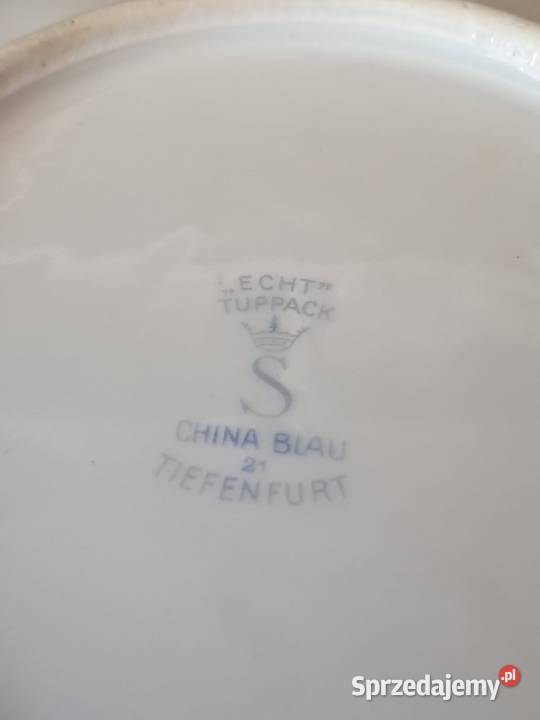 „ECHT”
TUPPACK
S
CHINA BLAU
21
TIEFENFURT
Sprzedajemy.pl